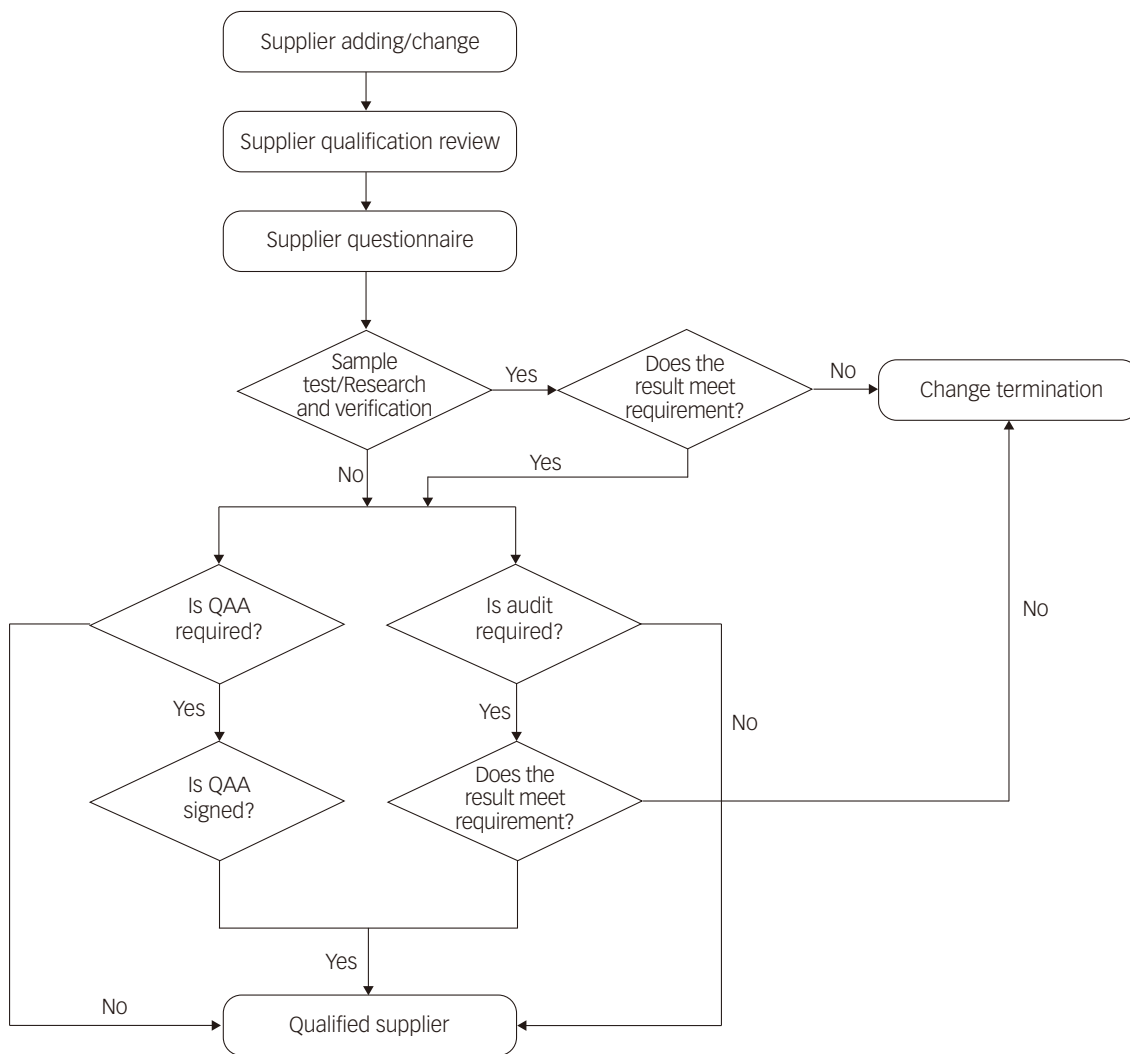 Supplier adding/change
Supplier qualification review
Supplier questionnaire
Sample
test/Research
and verification
Yes
Does the
result meet
requirement?
No
Change termination
No
Yes
Is QAA
required?
Is audit
required?
No
Yes
Yes
No
Is QAA
signed?
Does the
result meet
requirement?
Yes
No
Qualified supplier